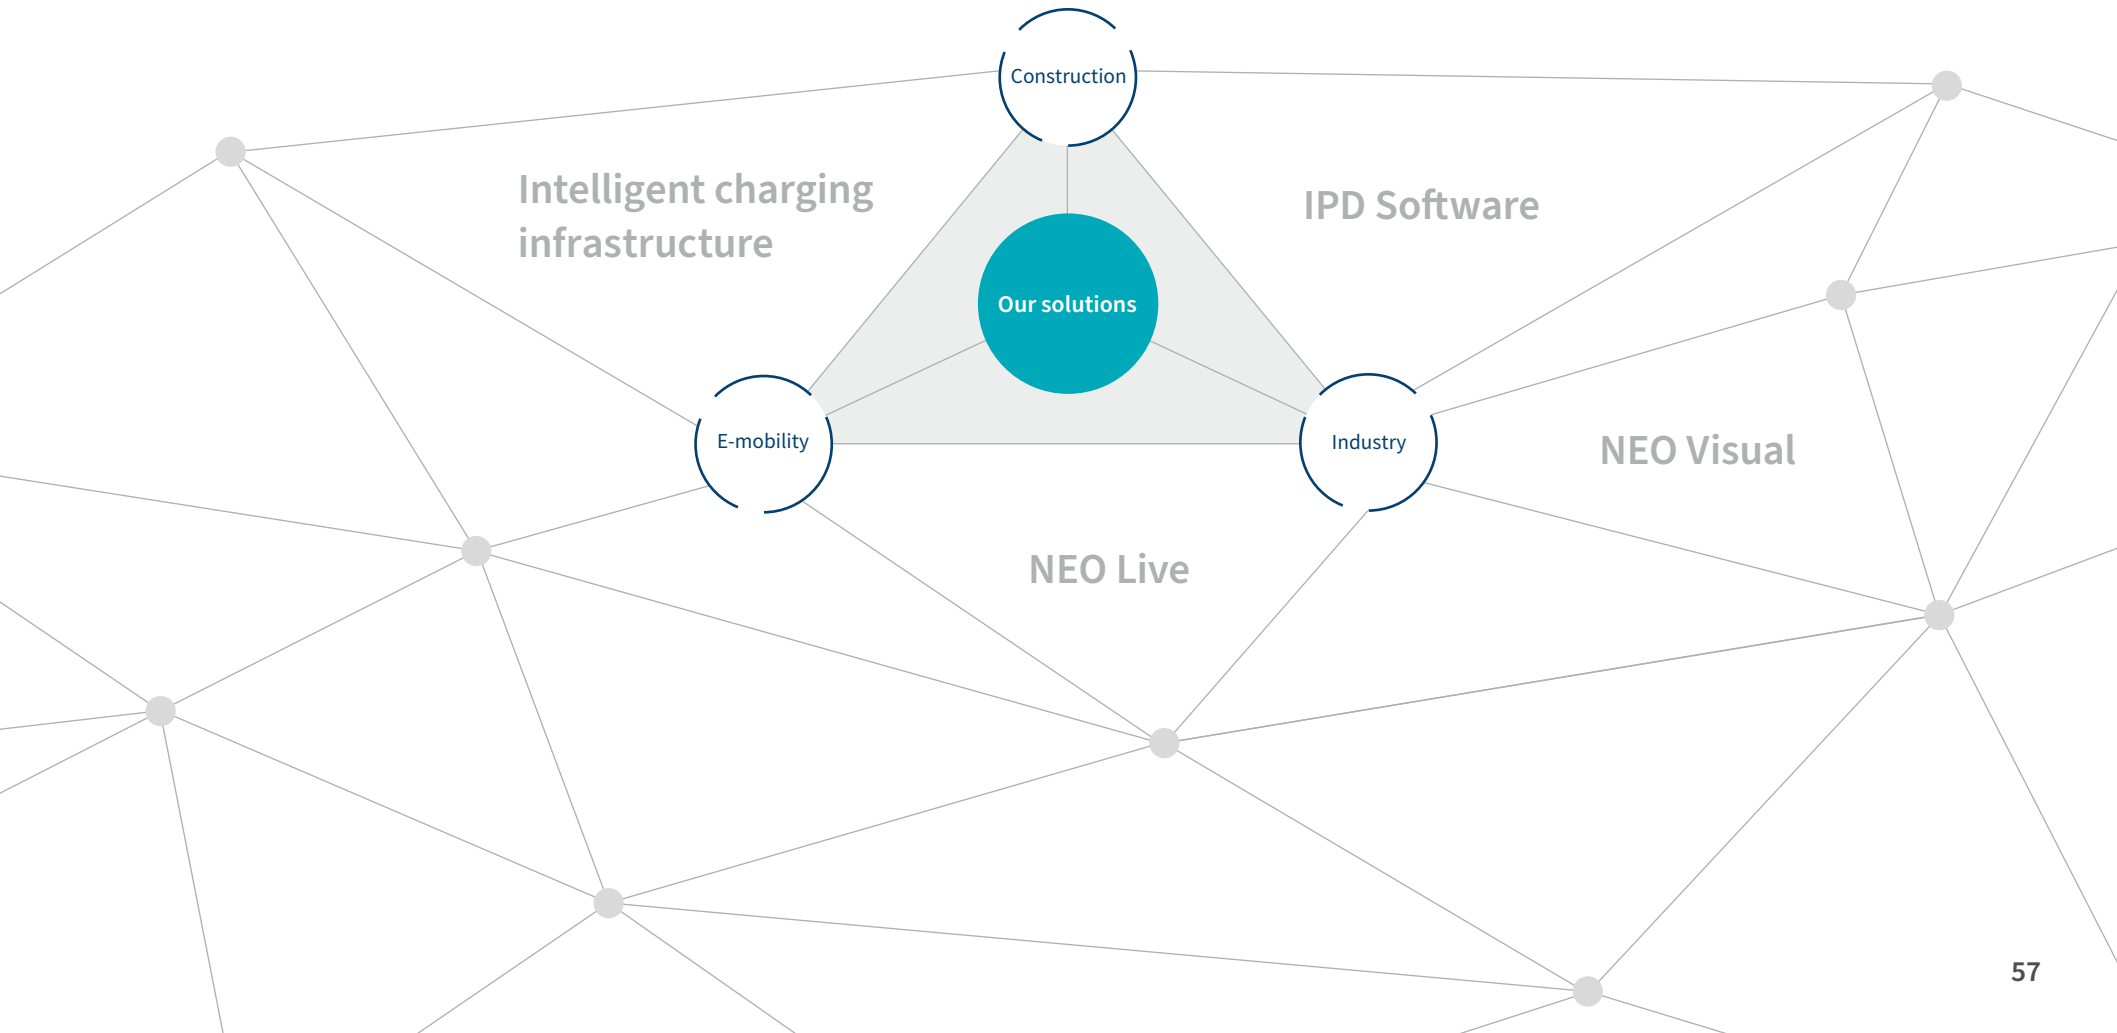 Construction
Intelligent charging
infrastructure
IPD Software
Our solutions
E-mobility
Industry
NEO Visual
NEO Live
57